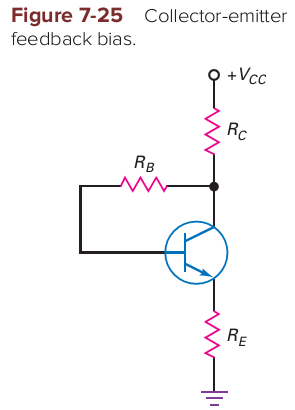 Figure 7-25 Collector-emitter
feedback bias.
+VCC
RC
RB
RE